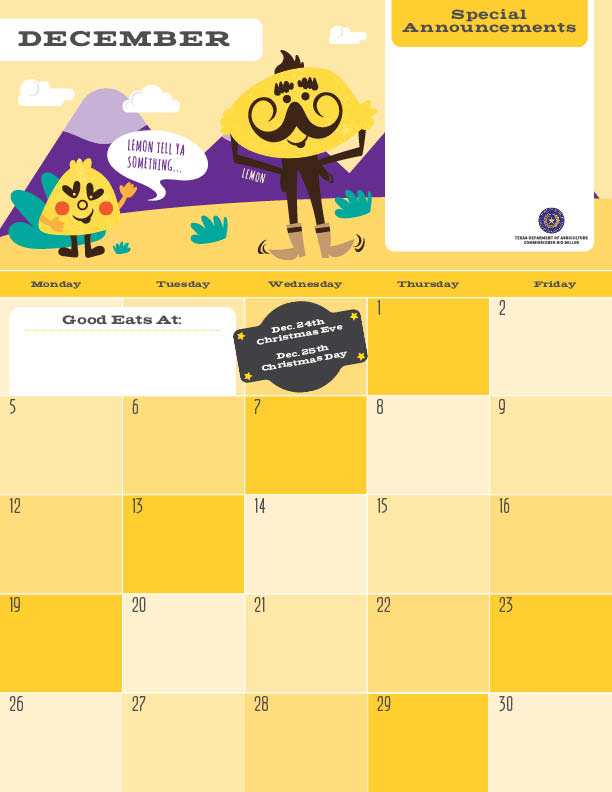 DECEMBER
Special
Announcements
LEMON TELL YA
SOMETHING...
LEMON
TEXAS DEPARTMENT OF AGRICULTURE
COMMISSIONER SID MILLER
Monday
Tuesday
Wednesday
Thursday
Friday
Good Eats At:
Dec. 24th
Christmas Eve
Dec. 25th
Christmas Day
1
2
5
6
7
8
9
12
13
14
15
16
19
20
21
22
23
26
27
28
29
30